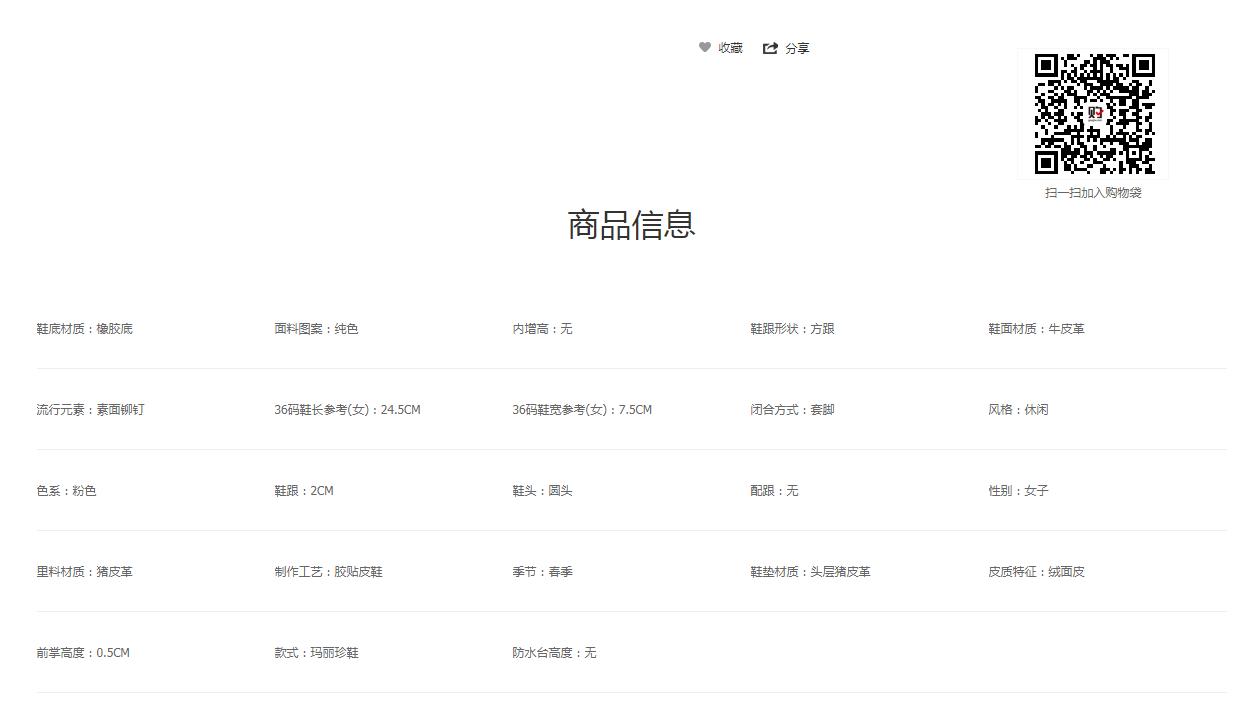 收藏 分享
购
扫一扫加入购物袋
商品信息
鞋底材质：橡胶底 面料图案：纯色 内增高：无 鞋跟形状：方跟 鞋面材质：牛皮革
流行元素：素面铆钉 36码鞋长参考(女)：24.5CM 36码鞋宽参考(女)：7.5CM 闭合方式：套脚 风格：休闲
色系：粉色 鞋跟：2CM 鞋头：圆头 配跟：无 性别：女子
里料材质：猪皮革 制作工艺：胶贴皮鞋 季节：春季 鞋垫材质：头层猪皮革 皮质特征：绒面皮
前掌高度：0.5CM 款式：玛丽珍鞋 防水台高度：无